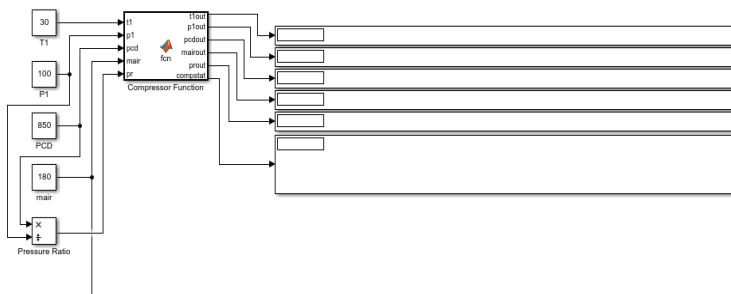 30
T1
100
P1
850
PCD
180
mair
×
÷
Pressure Ratio
t1
p1
pcd
mair
pr
fcn
t1out
p1out
pcdout
mairout
prout
compstat
Compressor Function